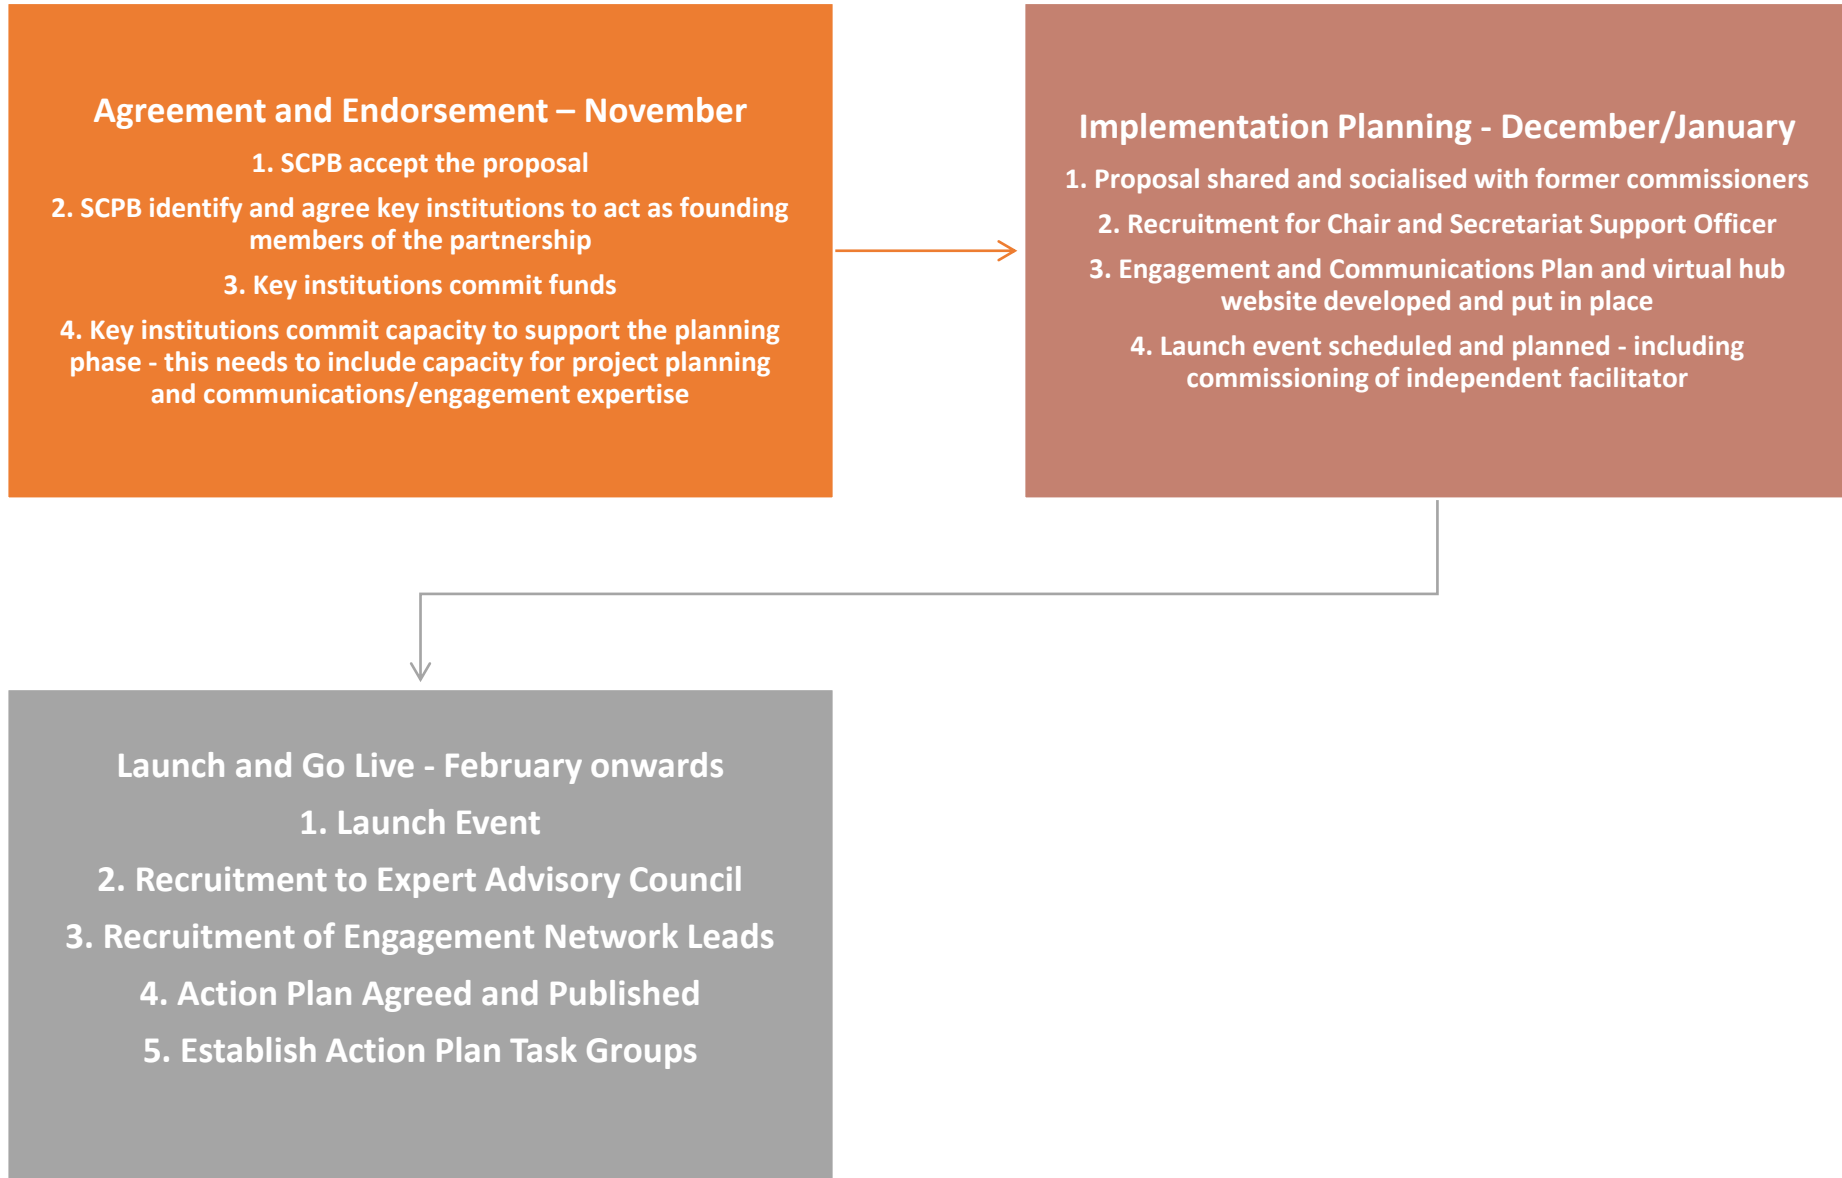 Agreement and Endorsement – November
1. SCPB accept the proposal
2. SCPB identify and agree key institutions to act as founding
members of the partnership
3. Key institutions commit funds
4. Key institutions commit capacity to support the planning
phase - this needs to include capacity for project planning
and communications/engagement expertise
Implementation Planning - December/January
1. Proposal shared and socialised with former commissioners
2. Recruitment for Chair and Secretariat Support Officer
3. Engagement and Communications Plan and virtual hub
website developed and put in place
4. Launch event scheduled and planned - including
commissioning of independent facilitator
Launch and Go Live - February onwards
1. Launch Event
2. Recruitment to Expert Advisory Council
3. Recruitment of Engagement Network Leads
4. Action Plan Agreed and Published
5. Establish Action Plan Task Groups